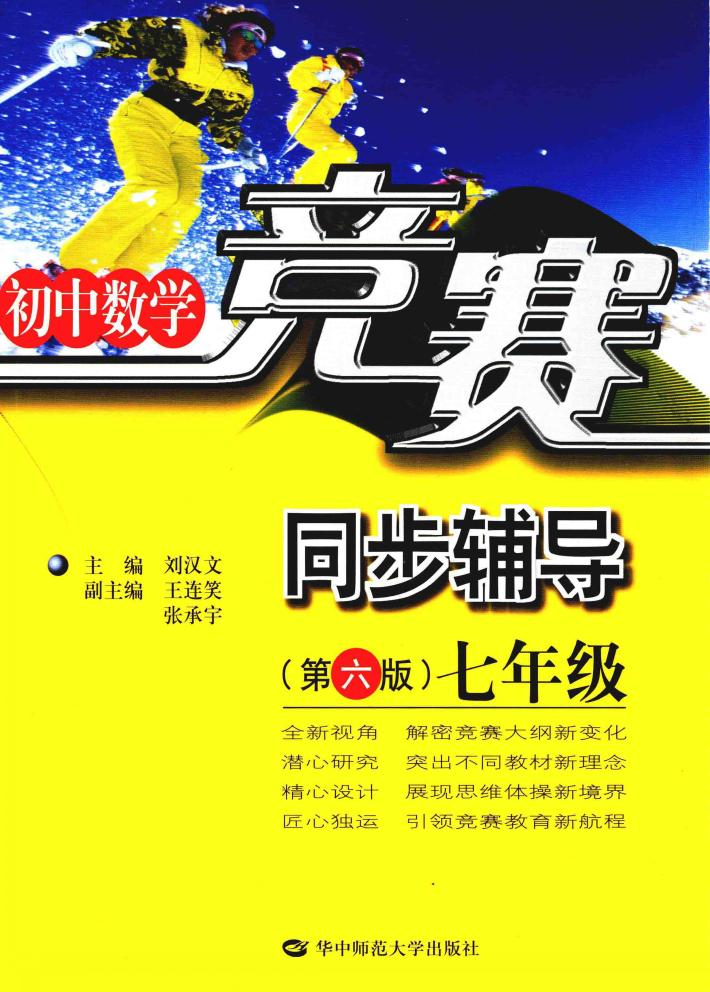 初中数学
竞赛
同步辅导
(第六版)七年级
主 编 刘汉文
副主编 王连笑
张承宇
全新视角 解密竞赛大纲新变化
潜心研究 突出不同教材新理念
精心设计 展现思维体操新境界
匠心独运 引领竞赛教育新航程
华中师范大学出版社